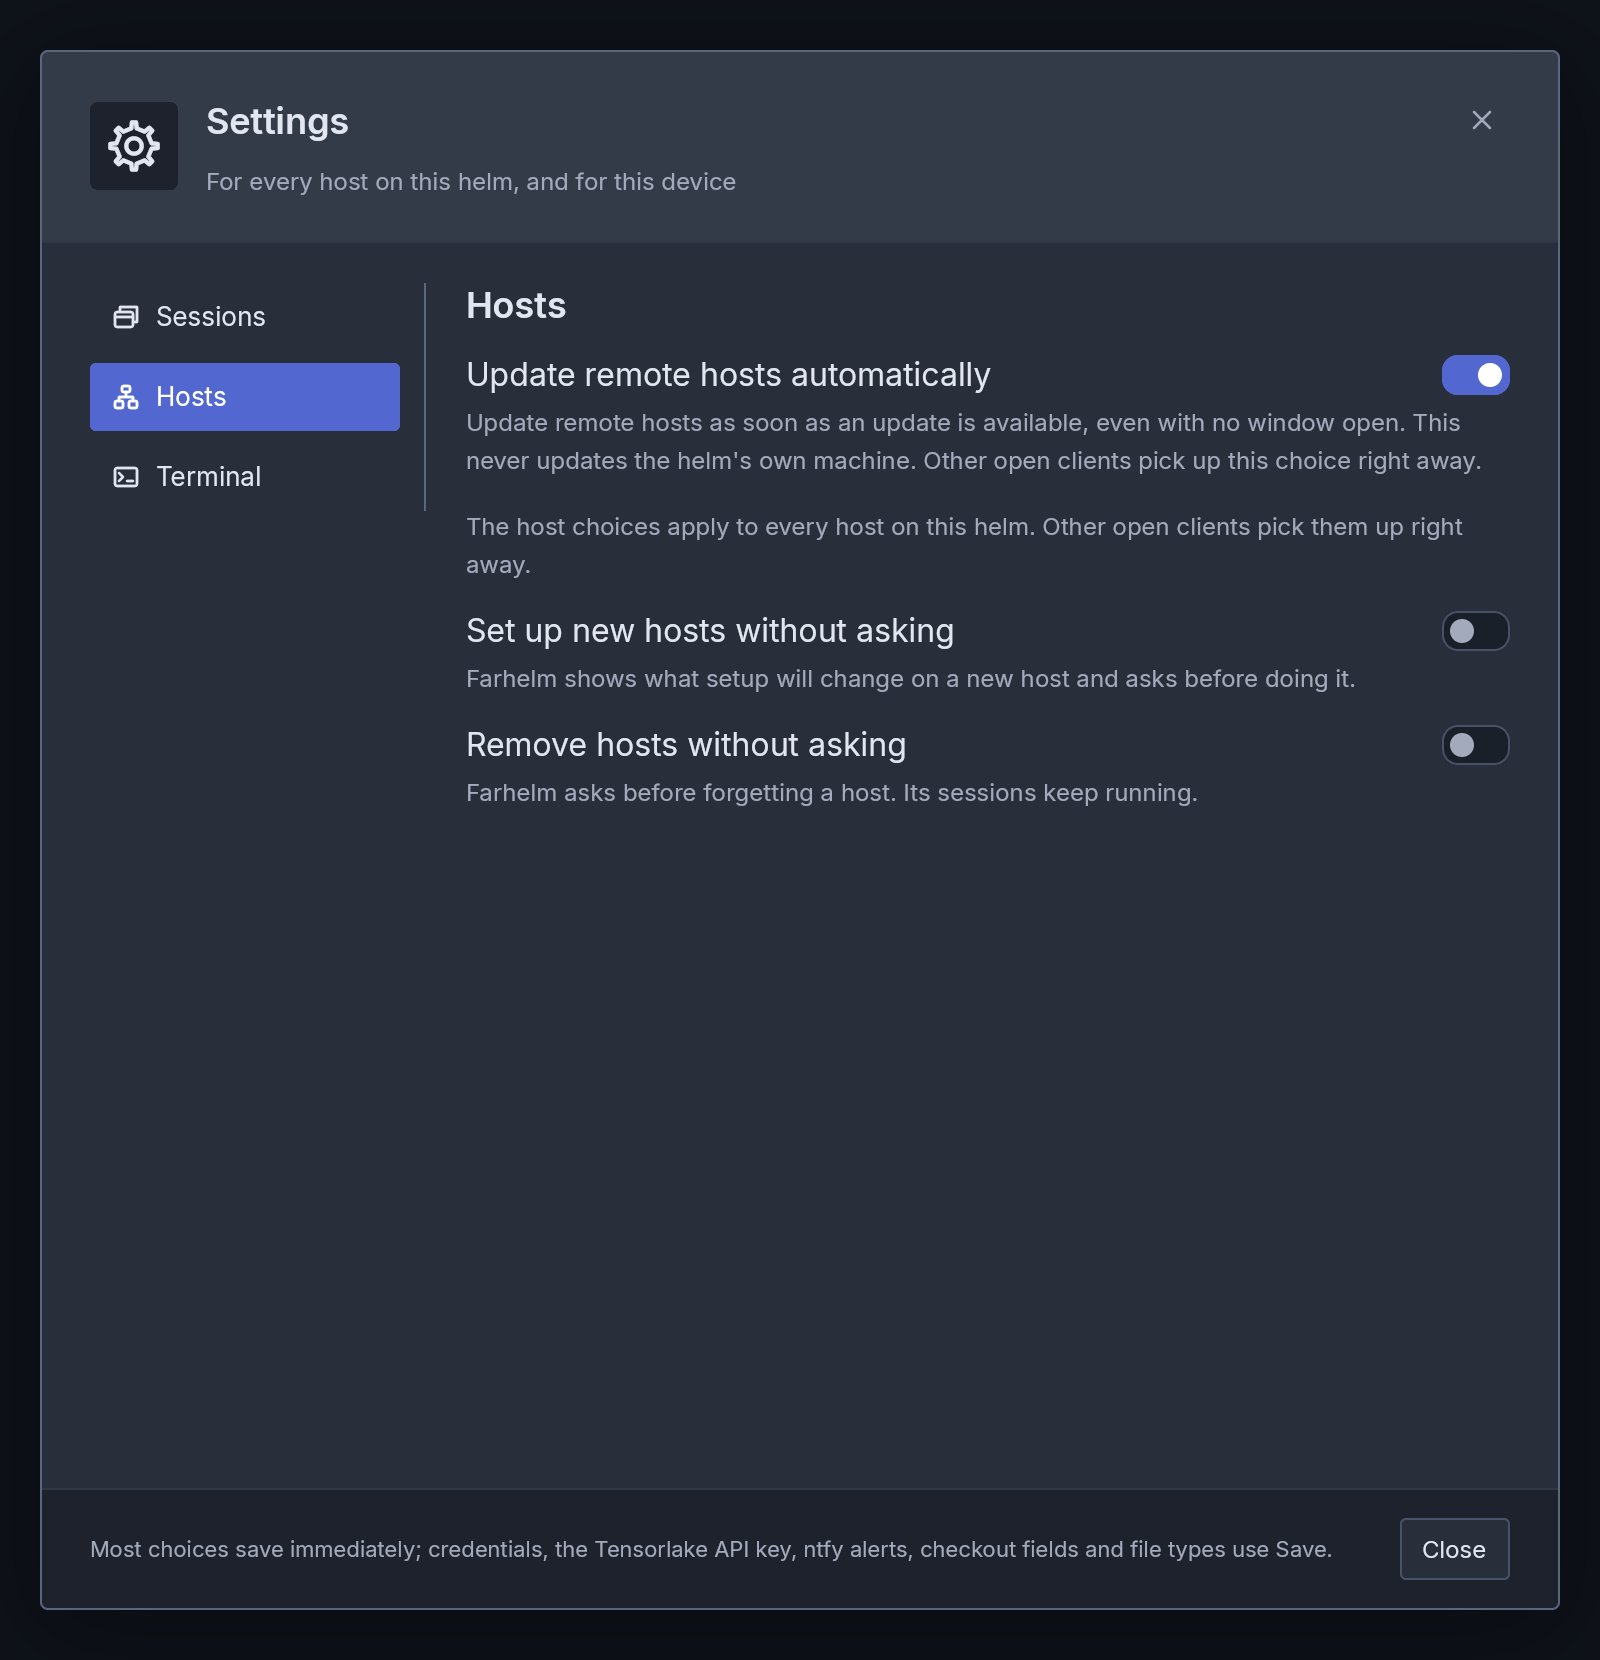 Settings
For every host on this helm, and for this device
Sessions
Hosts
Terminal
Hosts
Update remote hosts automatically
Update remote hosts as soon as an update is available, even with no window open. This
never updates the helm's own machine. Other open clients pick up this choice right away.
The host choices apply to every host on this helm. Other open clients pick them up right
away.
Set up new hosts without asking
Farhelm shows what setup will change on a new host and asks before doing it.
Remove hosts without asking
Farhelm asks before forgetting a host. Its sessions keep running.
Most choices save immediately; credentials, the Tensorlake API key, ntfy alerts, checkout fields and file types use Save.
Close